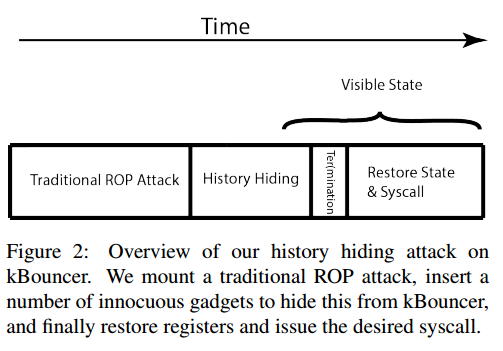 Time
Visible State
Traditional ROP Attack
History Hiding
Ter(mination
Restore State
& Syscall
Figure 2: Overview of our history hiding attack on
kBouncer. We mount a traditional ROP attack, insert a
number of innocuous gadgets to hide this from kBouncer,
and finally restore registers and issue the desired syscall.